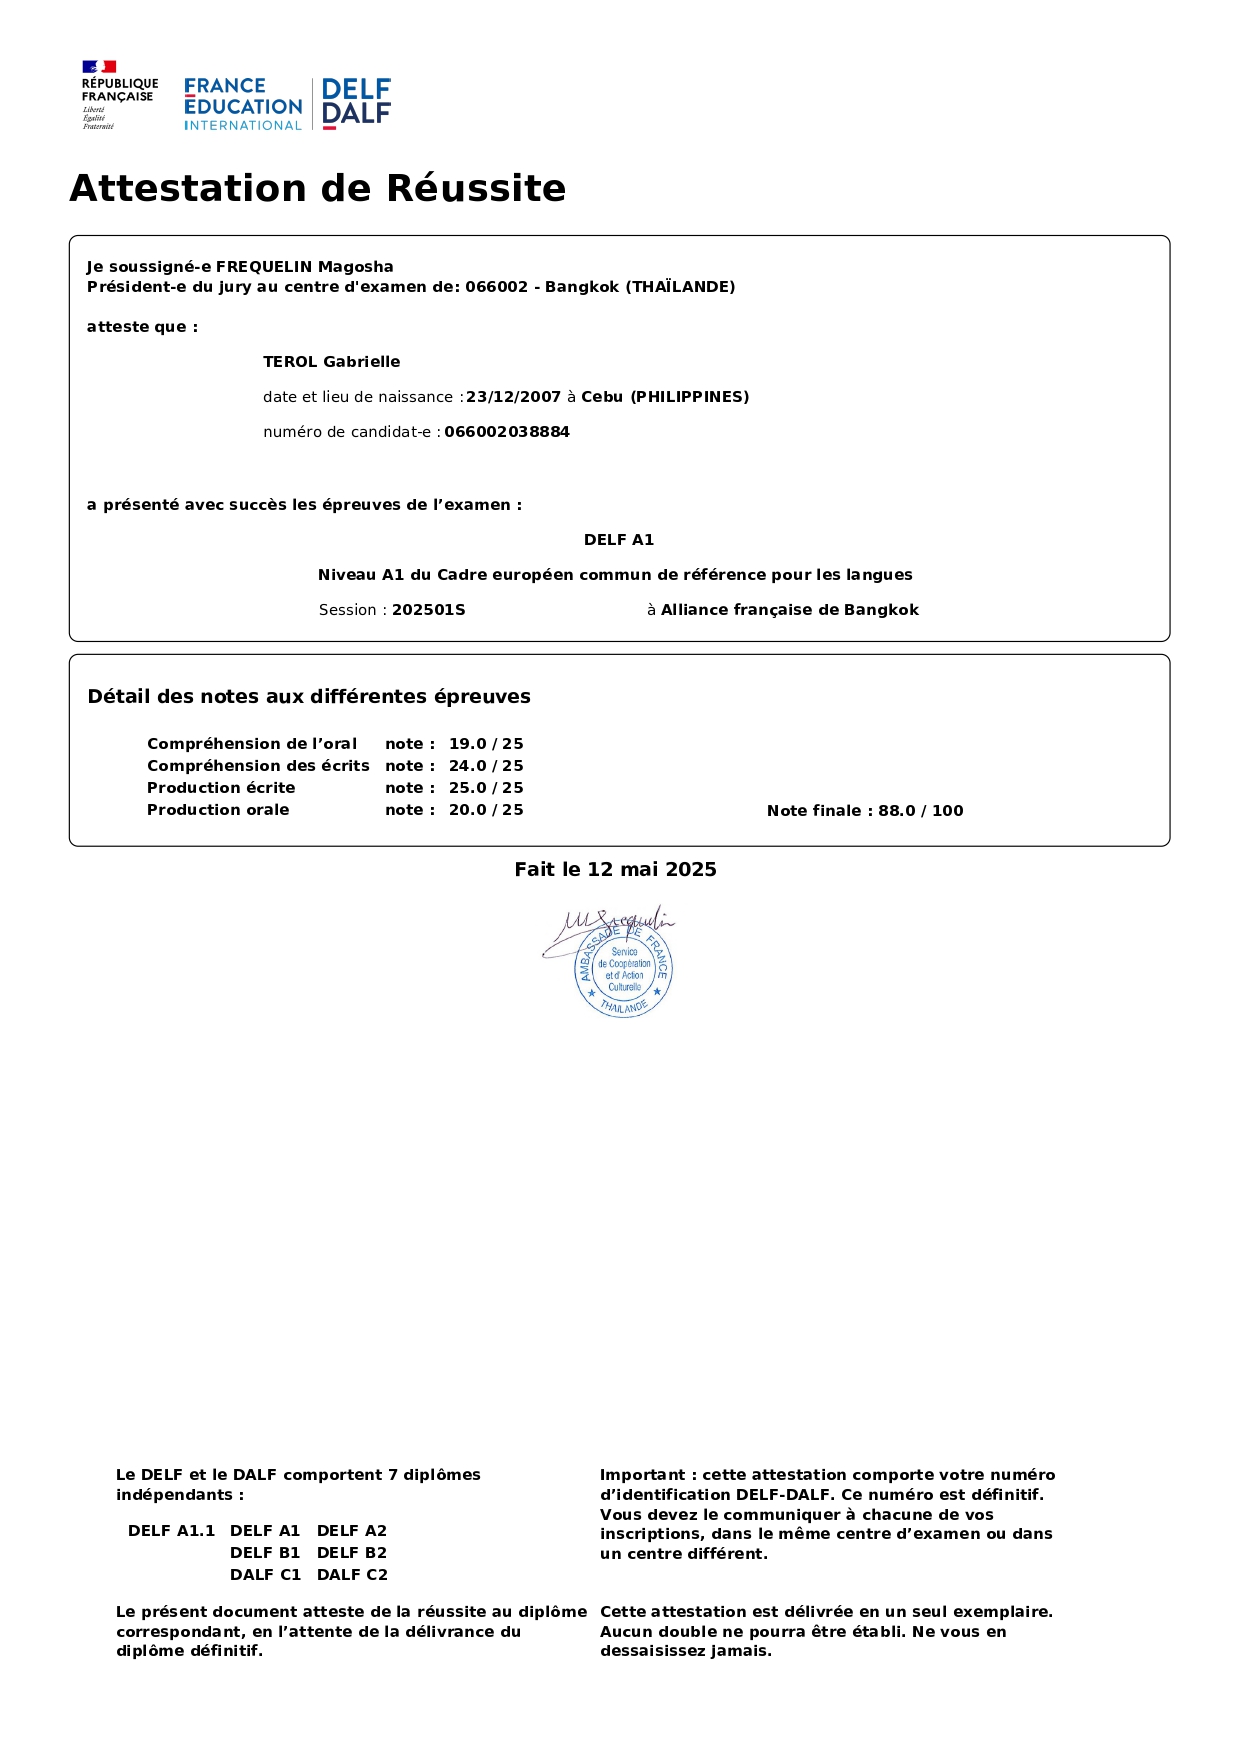 RÉPUBLIQUE
FRANÇAISE
Liberté
Égalité
Fraternité
FRANCE
EDUCATION
INTERNATIONAL
DELF
DALF
Attestation de Réussite
Je soussigné-e FREQUELIN Magosha
Président-e du jury au centre d'examen de: 066002 - Bangkok (THAÏLANDE)
atteste que :
TEROL Gabrielle
date et lieu de naissance : 23/12/2007 à Cebu (PHILIPPINES)
numéro de candidat-e : 066002038884
a présenté avec succès les épreuves de l’examen :
DELF A1
Niveau A1 du Cadre européen commun de référence pour les langues
Session : 202501S à Alliance française de Bangkok
Détail des notes aux différentes épreuves
Compréhension de l’oral note : 19.0 / 25
Compréhension des écrits note : 24.0 / 25
Production écrite note : 25.0 / 25
Production orale note : 20.0 / 25 Note finale : 88.0 / 100
Fait le 12 mai 2025
AMBASSADE DE FRANCE
Service
de Coopération
et d'Action
Culturelle
THAILANDE
Le DELF et le DALF comportent 7 diplômes
indépendants :
DELF A1.1 DELF A1 DELF A2
DELF B1 DELF B2
DALF C1 DALF C2
Le présent document atteste de la réussite au diplôme
correspondant, en l’attente de la délivrance du
diplôme définitif.
Important : cette attestation comporte votre numéro
d’identification DELF-DALF. Ce numéro est définitif.
Vous devez le communiquer à chacune de vos
inscriptions, dans le même centre d’examen ou dans
un centre différent.
Cette attestation est délivrée en un seul exemplaire.
Aucun double ne pourra être établi. Ne vous en
dessaisissez jamais.